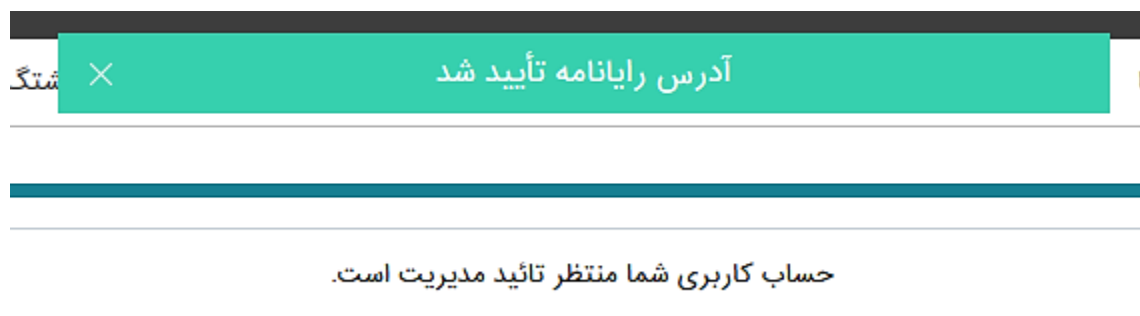 آدرس رایانامه تأیید شد
حساب کاربری شما منتظر تائید مدیریت است.